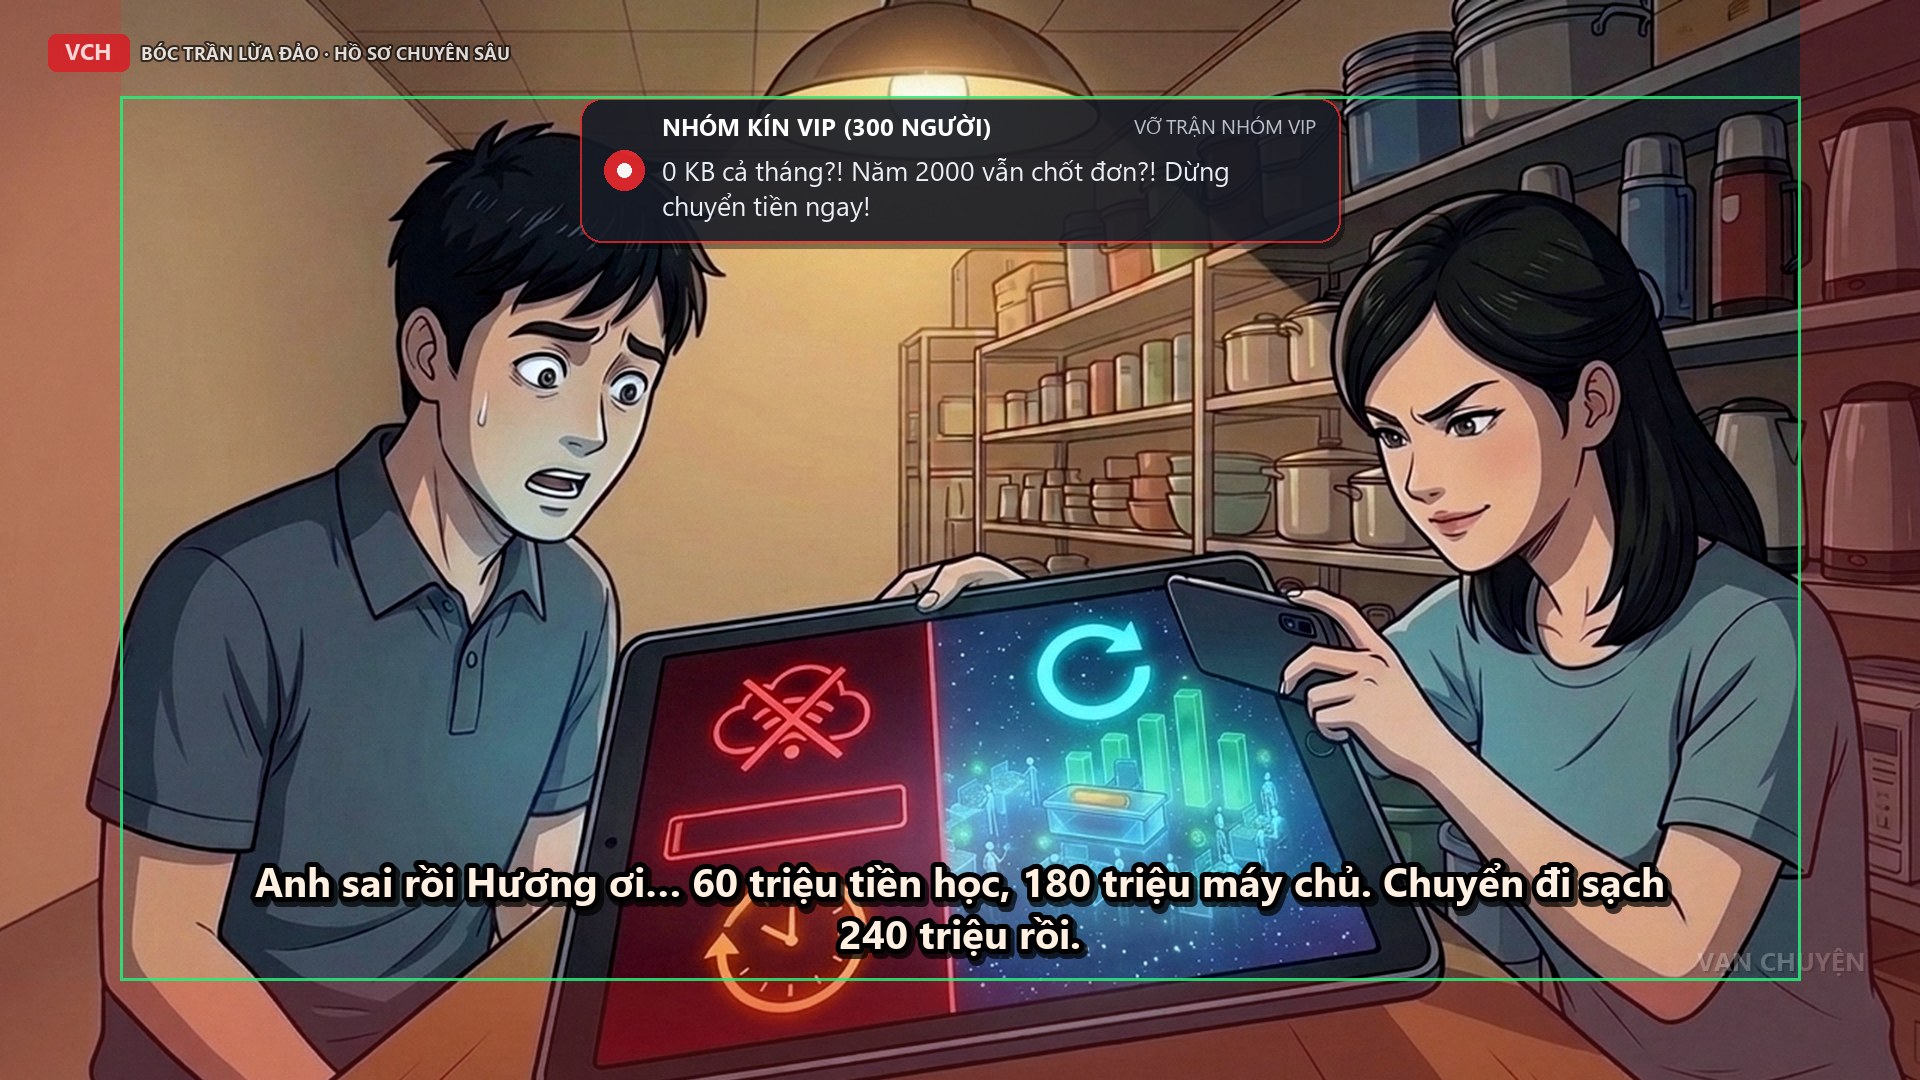 VCH BÓC TRẦN LỪA ĐẢO · HỒ SƠ CHUYÊN SÂU
NHÓM KÍN VIP (300 NGƯỜI) VỠ TRẬN NHÓM VIP
0 KB cả tháng?! Năm 2000 vẫn chốt đơn?! Dừng
chuyển tiền ngay!
Anh sai rồi Hương ơi... 60 triệu tiền học, 180 triệu máy chủ. Chuyển đi sạch
240 triệu rồi.
VẠN CHUYỆN